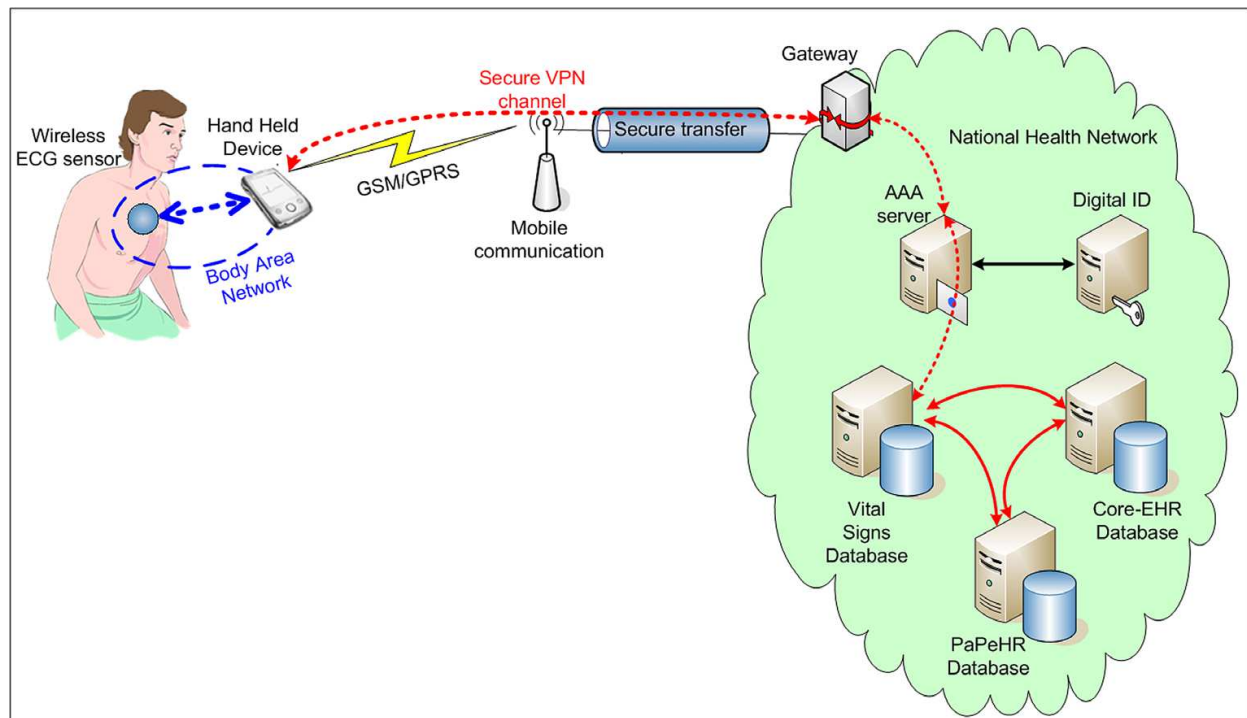 Wireless
ECG sensor
Hand Held
Device
Body Area
Network
Secure VPN
channel
GSM/GPRS
Mobile
communication
Secure transfer
Gateway
National Health Network
AAA
server
Digital ID
Vital
Signs
Database
Core-EHR
Database
PaPeHR
Database